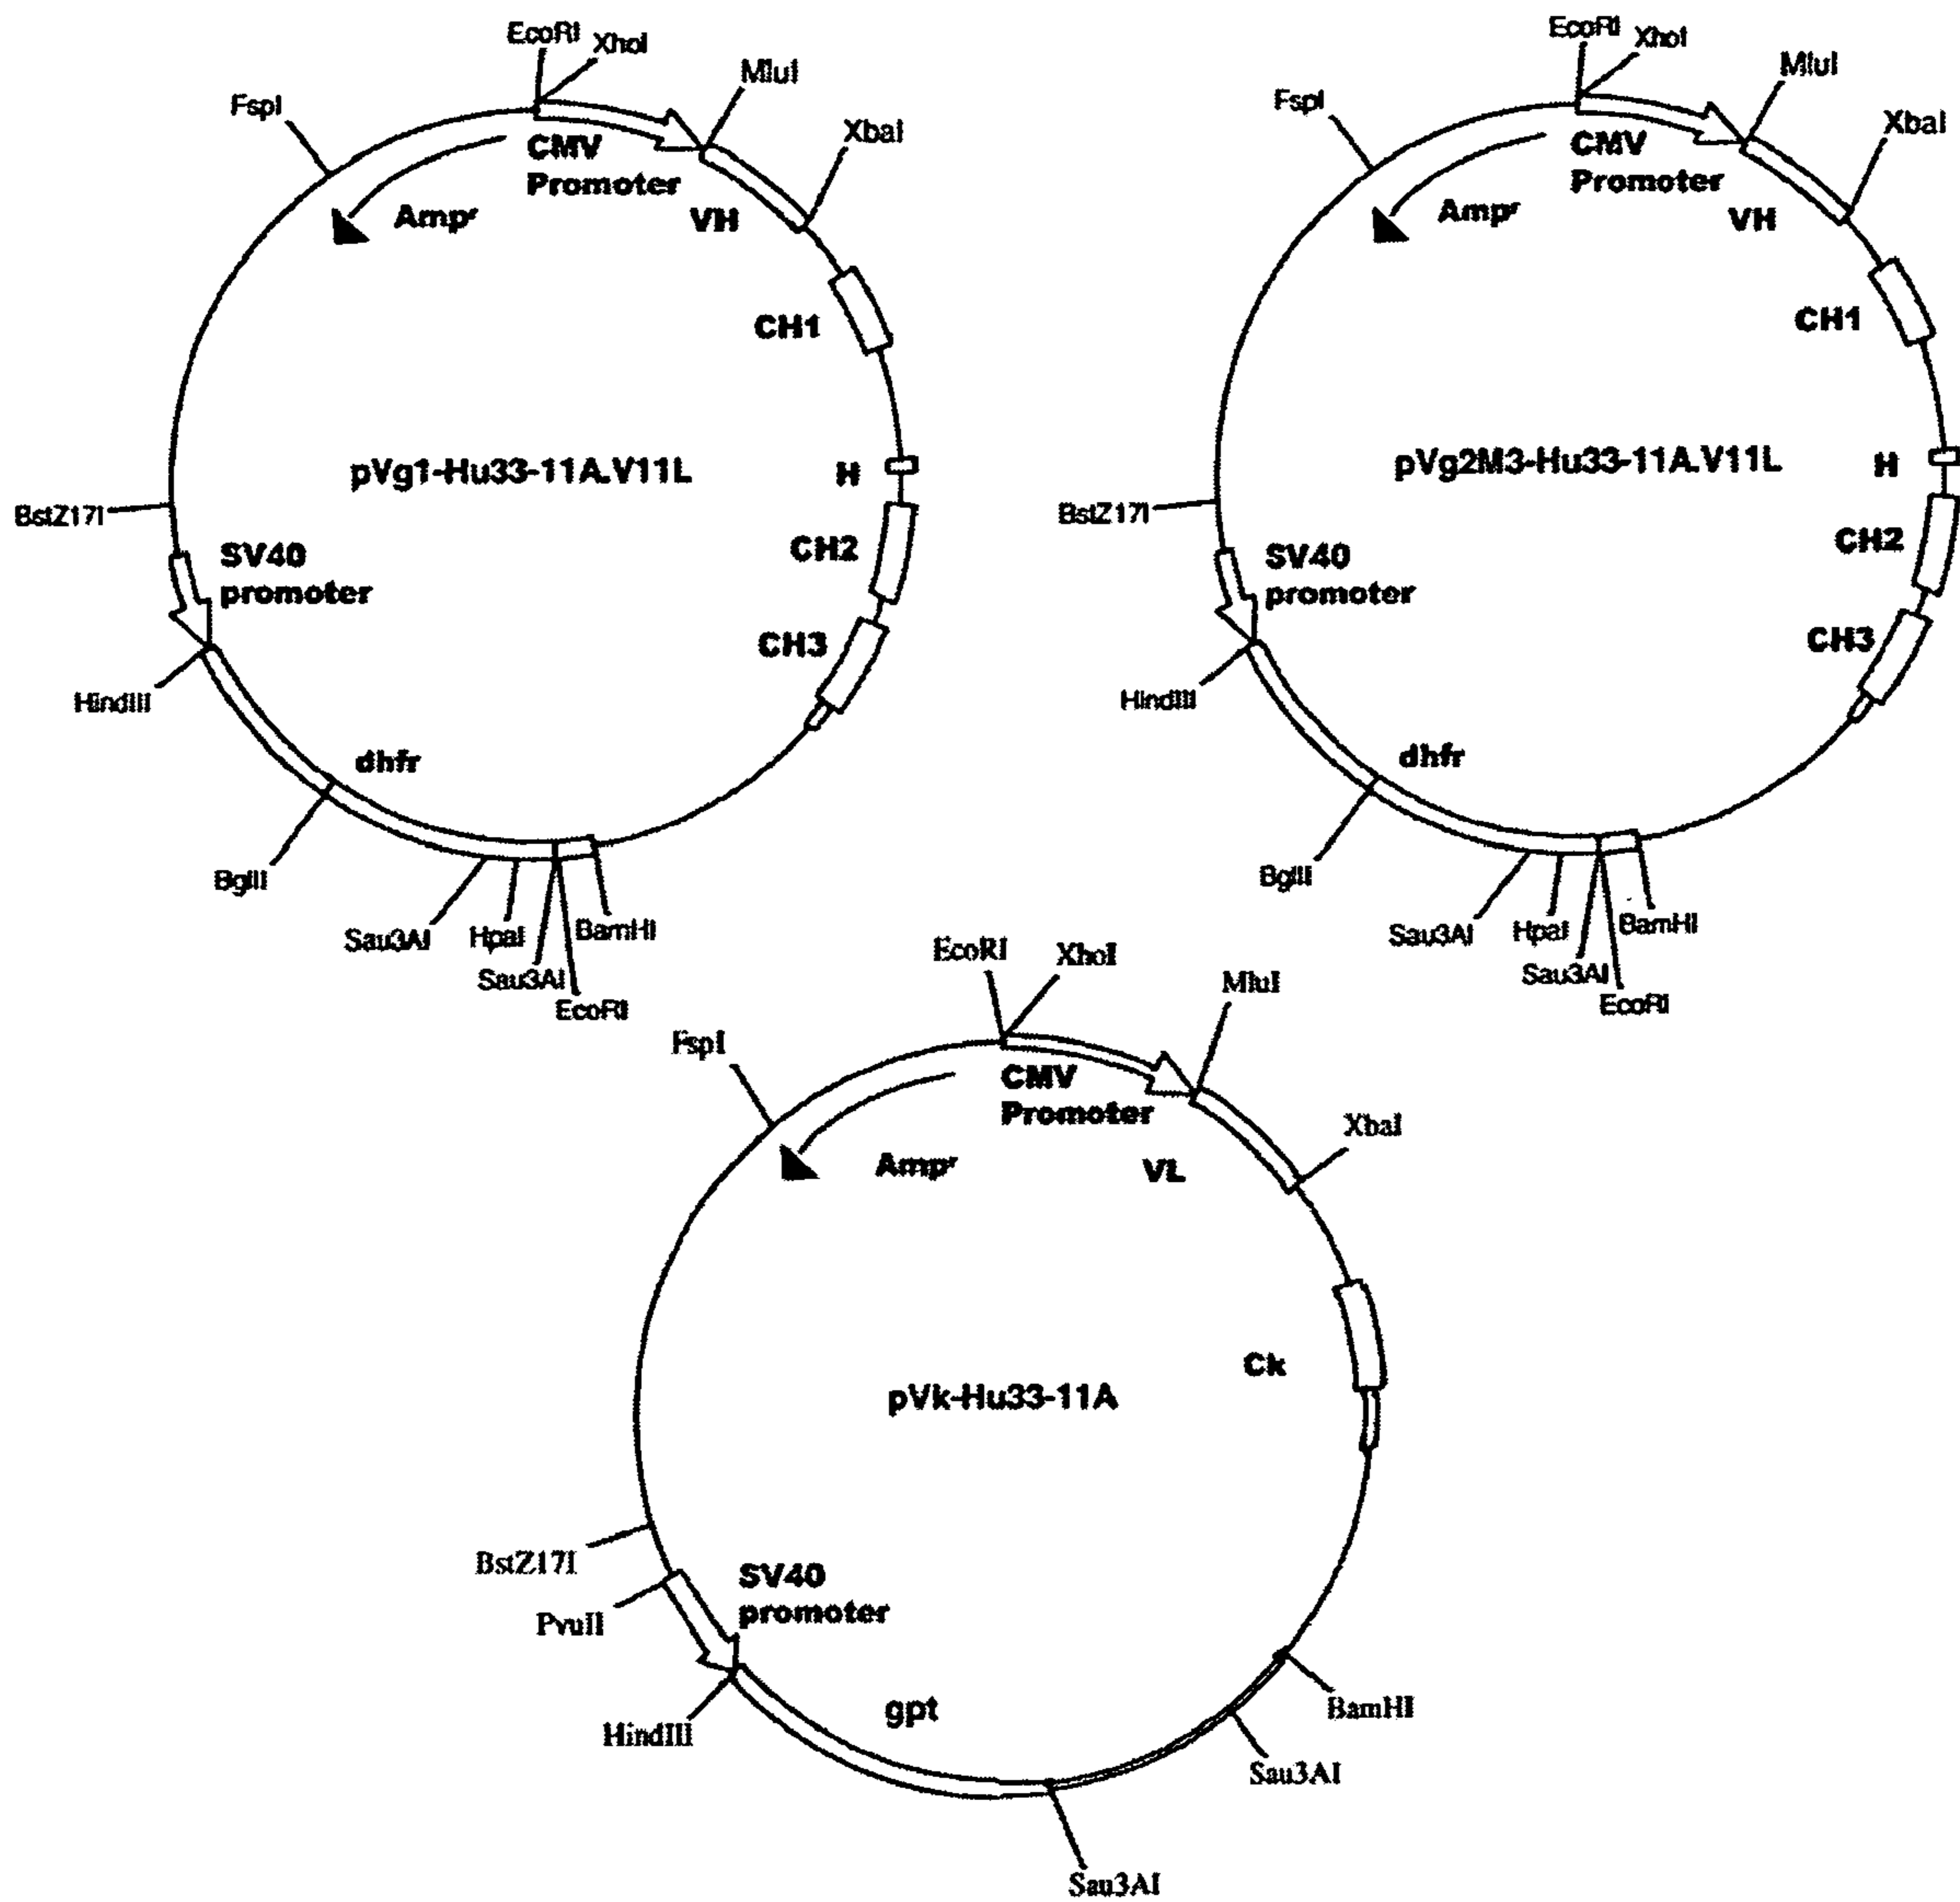 EcoRI
XhoI
MluI
FspI
XbaI
CMV
Promoter
Ampʳ
VH
CH1
pVg1-Hu33-11A.V11L
H
BstZ17I
CH2
SV40
promoter
CH3
HindIII
dhfr
BglII
Sau3AI
HpaI
BamHI
Sau3AI
EcoRI
EcoRI
XhoI
MluI
FspI
XbaI
CMV
Promoter
Ampʳ
VH
CH1
pVg2M3-Hu33-11A.V11L
H
BstZ17I
CH2
SV40
promoter
CH3
HindIII
dhfr
BglII
Sau3AI
HpaI
BamHI
Sau3AI
EcoRI
EcoRI
XhoI
MluI
FspI
CMV
Promoter
XbaI
Ampʳ
VL
Ck
pVk-Hu33-11A
BstZ17I
SV40
promoter
PvuII
HindIII
gpt
BamHI
Sau3AI
Sau3AI